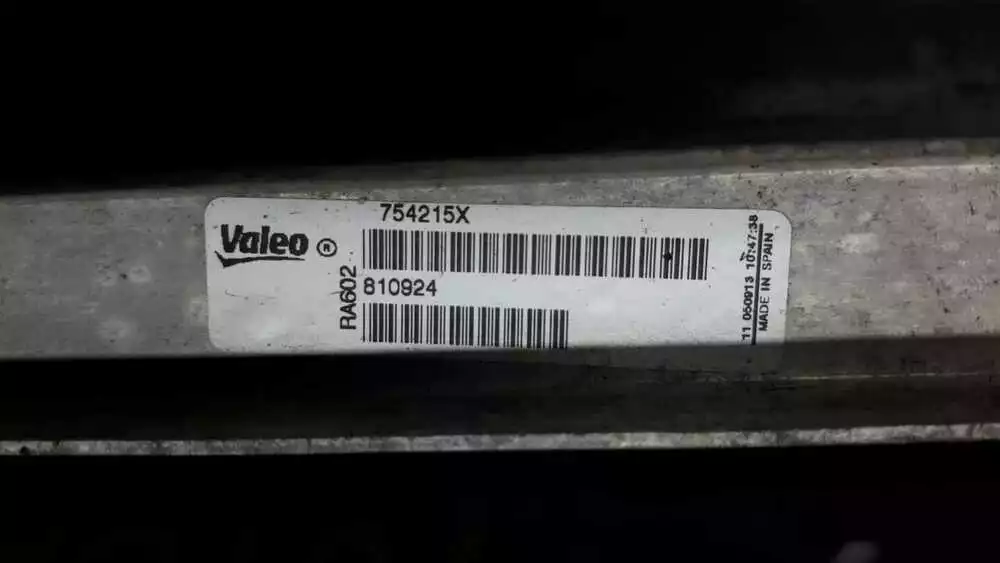 Valeo ®
754215X
RA602
810924
11 050913 10:47:38
MADE IN SPAIN